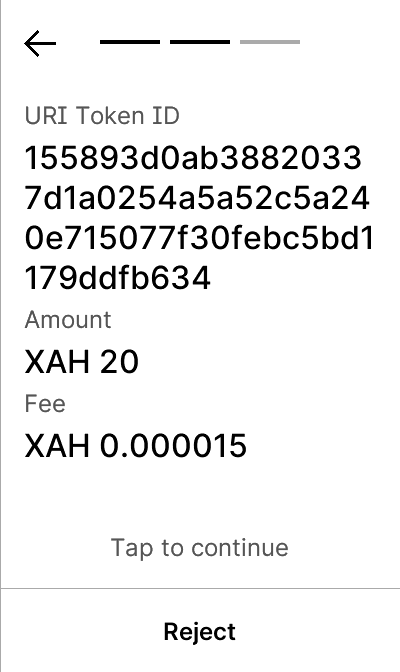 URI Token ID
155893d0ab3882033
7d1a0254a5a52c5a24
0e715077f30febc5bd1
179ddfb634
Amount
XAH 20
Fee
XAH 0.000015
Tap to continue
Reject